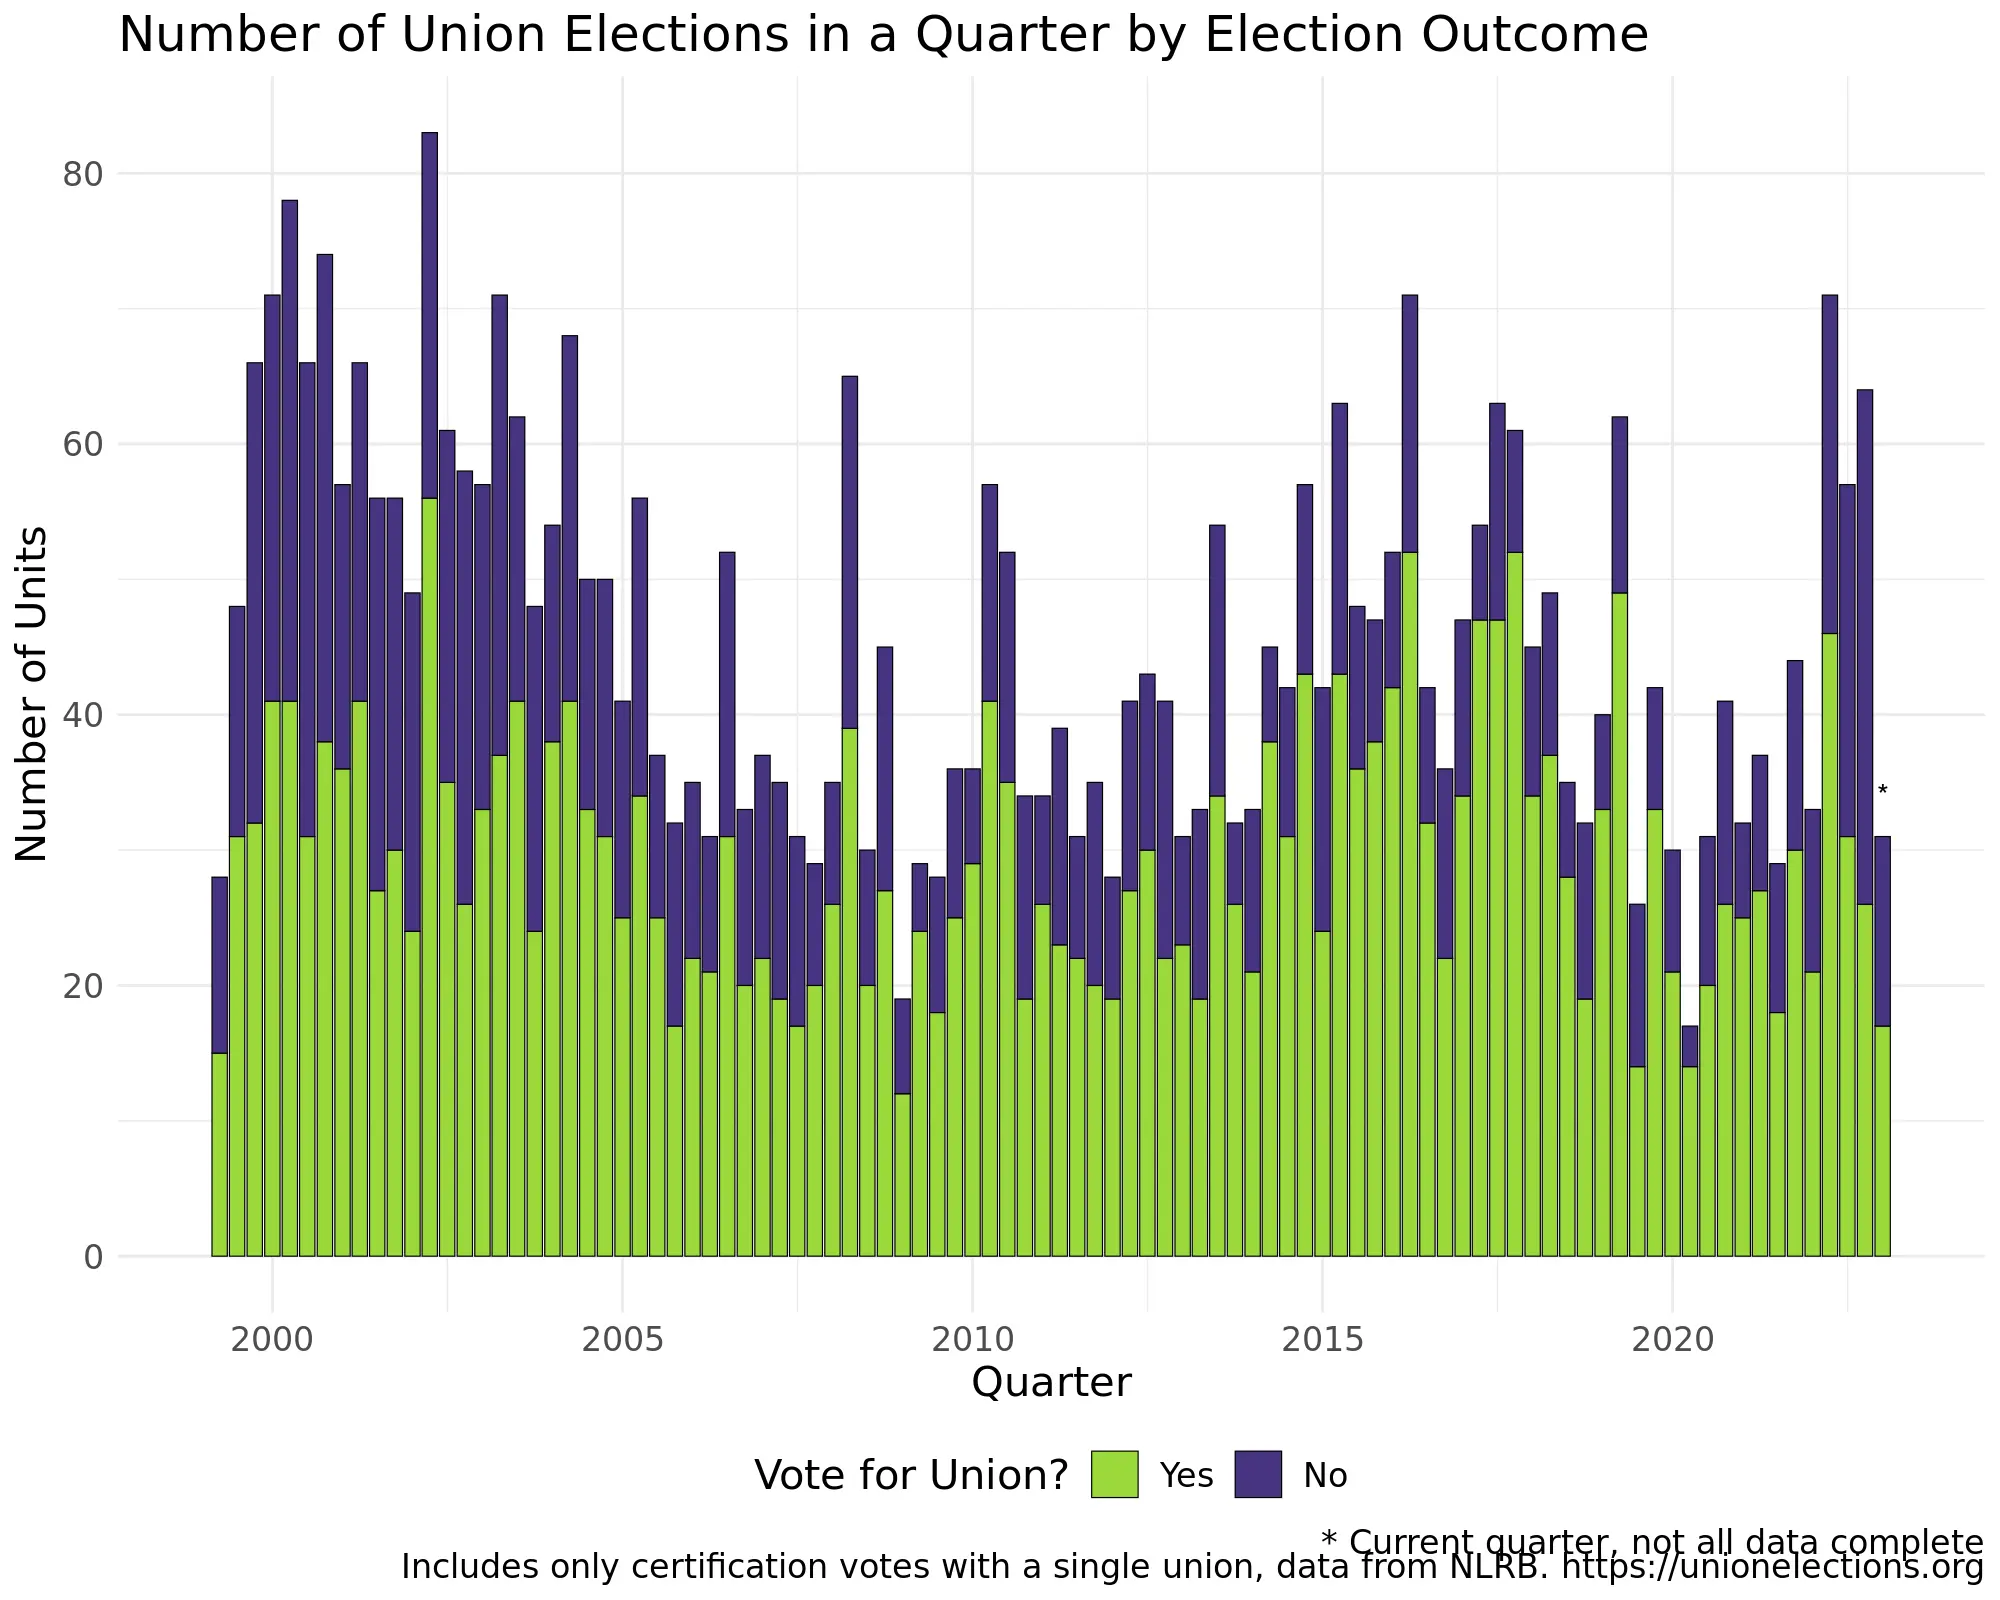 Number of Union Elections in a Quarter by Election Outcome
Number of Units
80
60
40
20
0
*
2000 2005 2010 2015 2020
Quarter
Vote for Union? Yes No
* Current quarter, not all data complete
Includes only certification votes with a single union, data from NLRB. https://unionelections.org